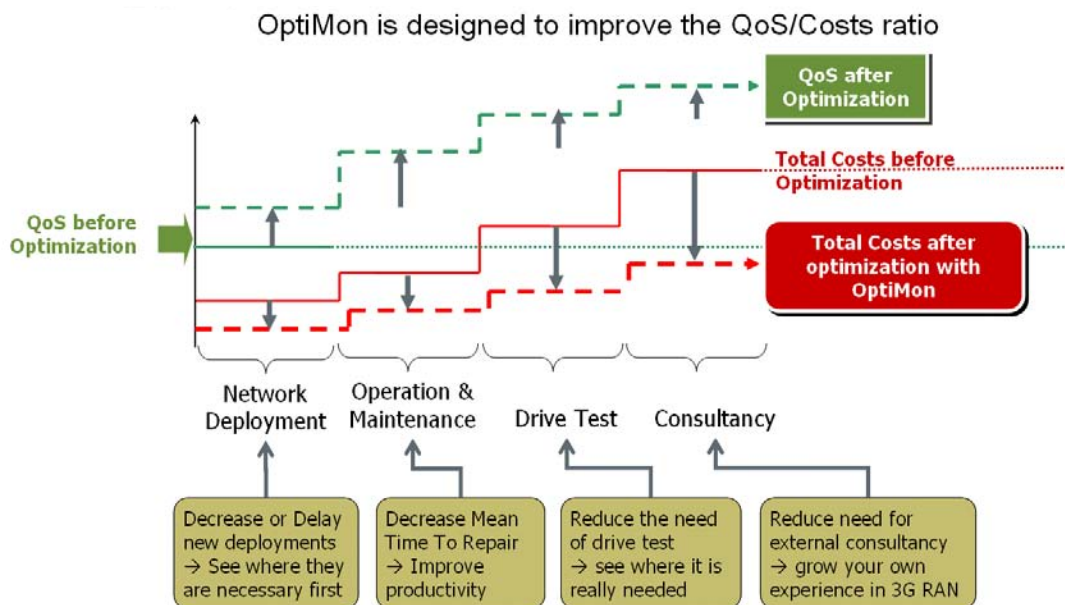 OptiMon is designed to improve the QoS/Costs ratio
QoS after
Optimization
Total Costs before
Optimization
QoS before
Optimization
Total Costs after
optimization with
OptiMon
Network
Deployment
Operation &
Maintenance
Drive Test
Consultancy
Decrease or Delay
new deployments
→ See where they
are necessary first
Decrease Mean
Time To Repair
→ Improve
productivity
Reduce the need
of drive test
→ see where it is
really needed
Reduce need for
external consultancy
→ grow your own
experience in 3G RAN